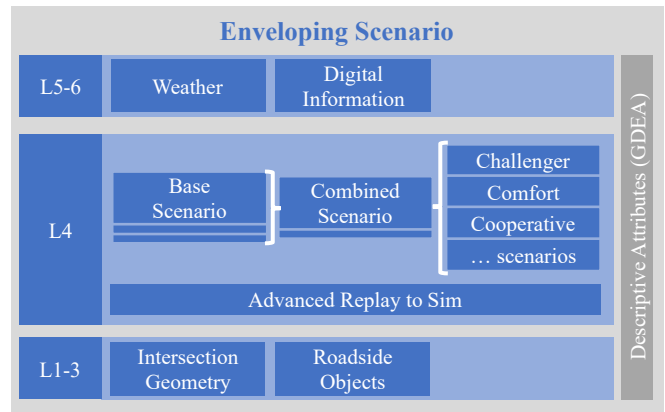 Enveloping Scenario
L5-6
Weather
Digital
Information
L4
Base
Scenario
Combined
Scenario
Challenger
Comfort
Cooperative
… scenarios
Advanced Replay to Sim
L1-3
Intersection
Geometry
Roadside
Objects
Descriptive Attributes (GDEA)